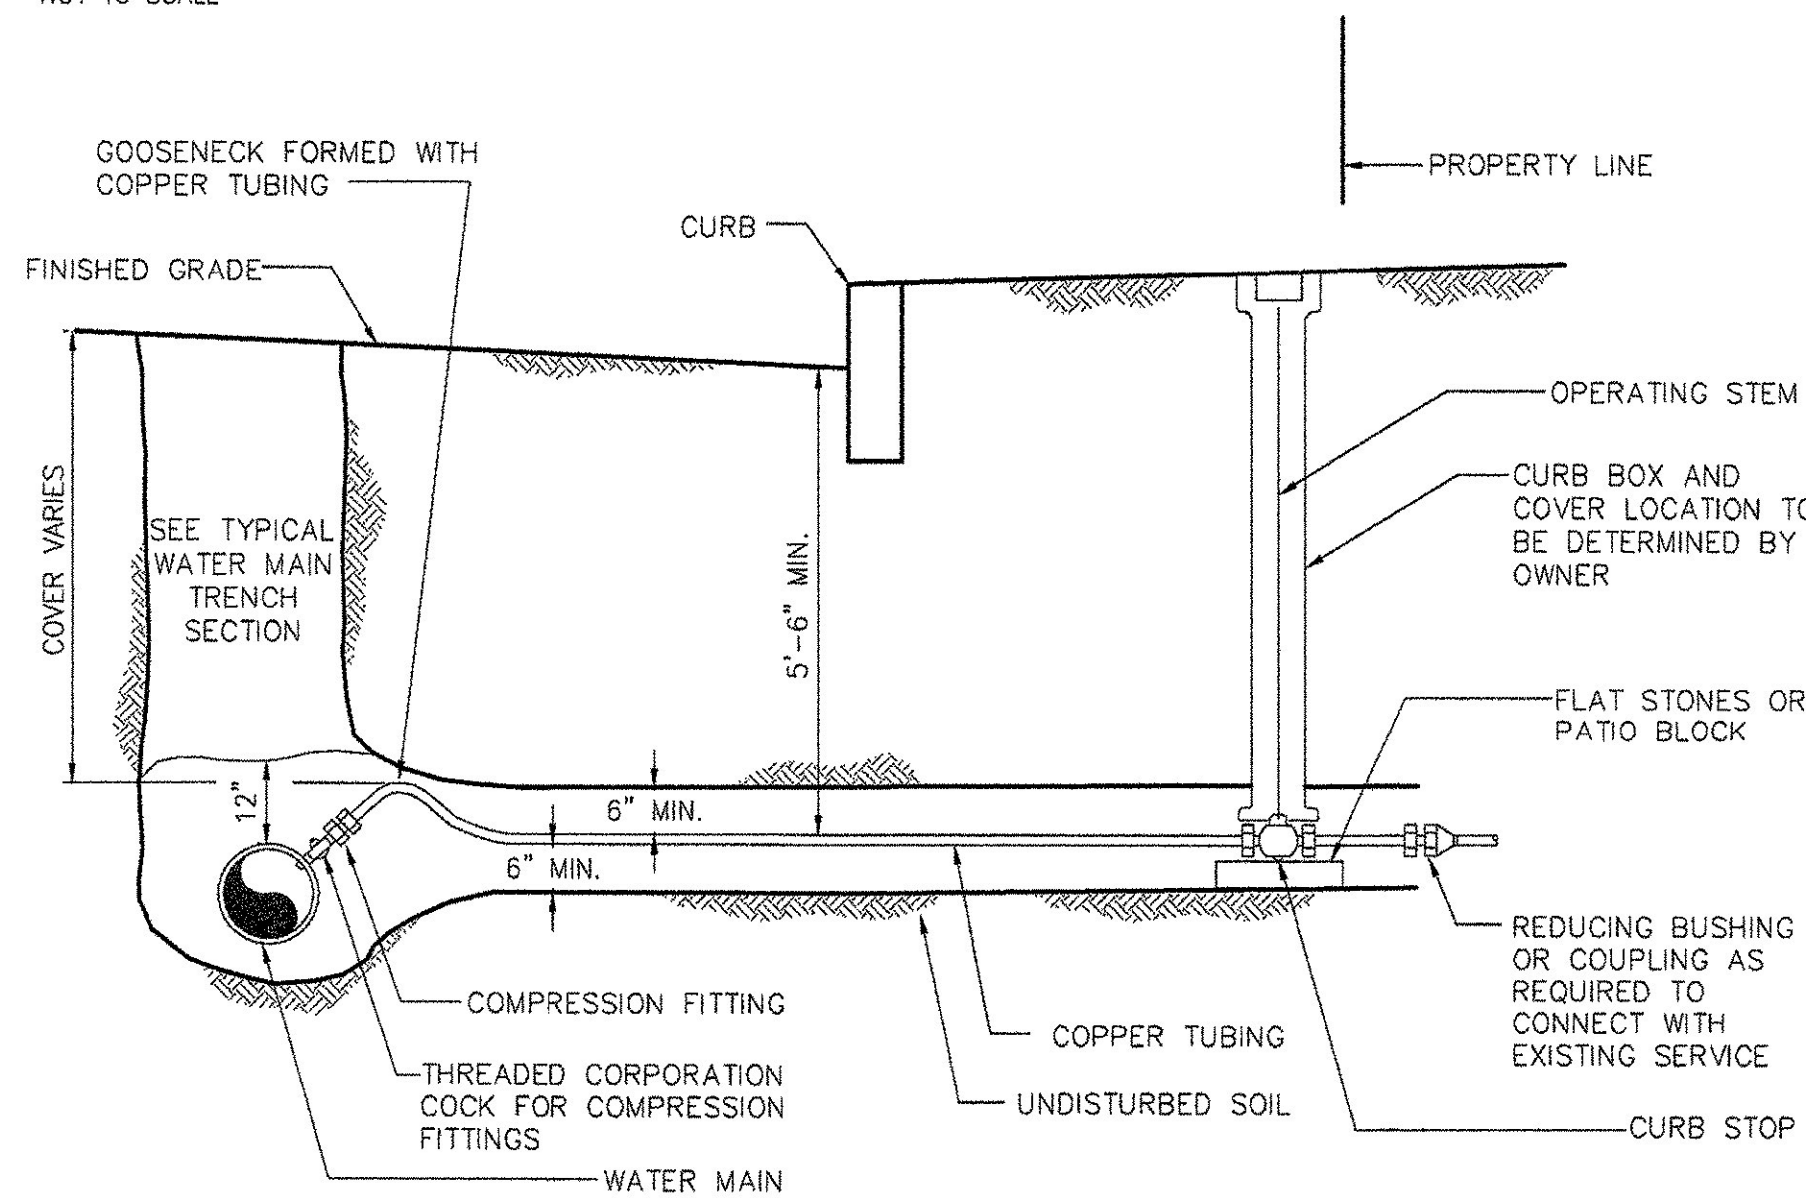 NOT TO SCALE
GOOSENECK FORMED WITH
COPPER TUBING
PROPERTY LINE
CURB
FINISHED GRADE
OPERATING STEM
CURB BOX AND
COVER LOCATION TO
BE DETERMINED BY
OWNER
COVER VARIES
SEE TYPICAL
WATER MAIN
TRENCH
SECTION
5'-6" MIN.
FLAT STONES OR
PATIO BLOCK
12"
6" MIN.
6" MIN.
REDUCING BUSHING
OR COUPLING AS
REQUIRED TO
CONNECT WITH
EXISTING SERVICE
COMPRESSION FITTING
COPPER TUBING
THREADED CORPORATION
COCK FOR COMPRESSION
FITTINGS
UNDISTURBED SOIL
CURB STOP
WATER MAIN